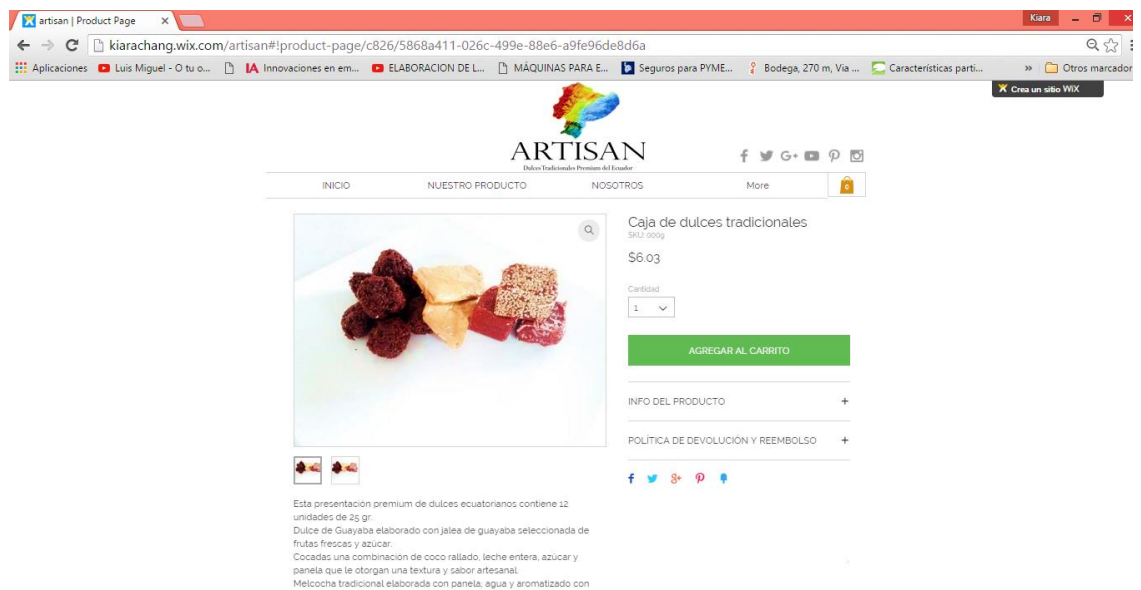 artisan | Product Page
Kiara
kiarachang.wix.com/artisan#!product-page/c826/5868a411-026c-499e-88e6-a9fe96de8d6a
Aplicaciones Luis Miguel - O tu o... Innovaciones en em... ELABORACION DE L... MÁQUINAS PARA E... Seguros para PYME... Bodega, 270 m, Via ... Características parti... » Otros marcador
Crea un sitio WiX
ARTISAN
Dulces Tradicionales Premium del Ecuador
INICIO NUESTRO PRODUCTO NOSOTROS More 0
Caja de dulces tradicionales
SKU: 0009
$6.03
Cantidad
1
AGREGAR AL CARRITO
INFO DEL PRODUCTO +
POLÍTICA DE DEVOLUCIÓN Y REEMBOLSO +
Esta presentación premium de dulces ecuatorianos contiene 12
unidades de 25 gr.
Dulce de Guayaba elaborado con jalea de guayaba seleccionada de
frutas frescas y azúcar.
Cocadas una combinación de coco rallado, leche entera, azúcar y
panela que le otorgan una textura y sabor artesanal.
Melcocha tradicional elaborada con panela, agua y aromatizado con